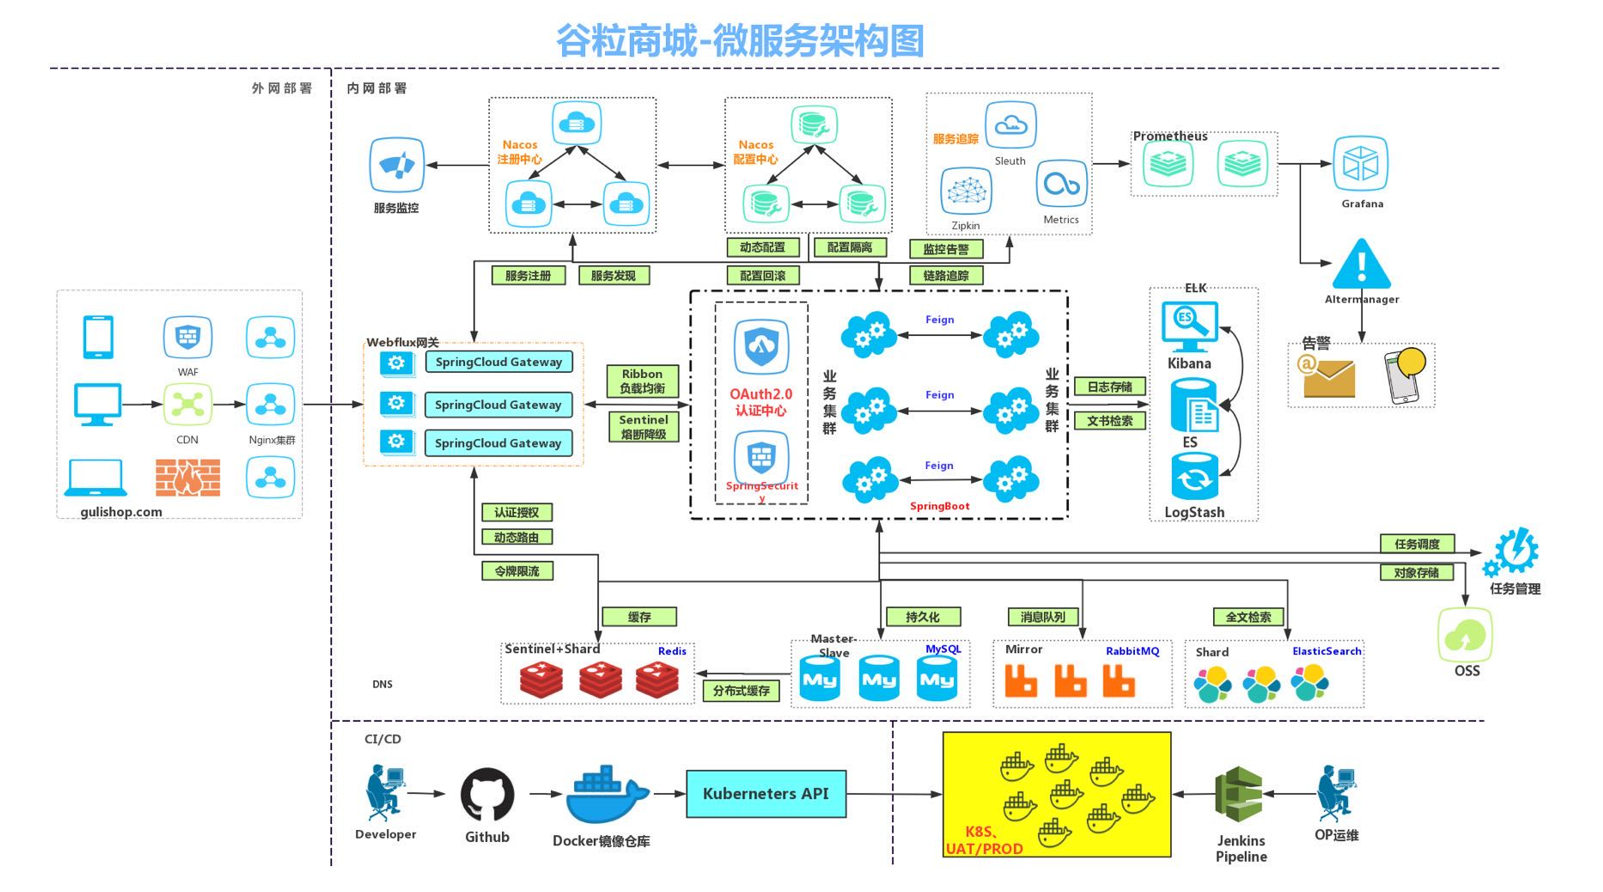 谷粒商城-微服务架构图
外网部署
内网部署
Nacos
注册中心
Nacos
配置中心
服务追踪
Sleuth
Zipkin
Metrics
Prometheus
Grafana
服务监控
动态配置
配置隔离
监控告警
服务注册
服务发现
配置回滚
链路追踪
Altermanager
告警
@
WAF
CDN
Nginx集群
gulishop.com
Webflux网关
SpringCloud Gateway
SpringCloud Gateway
SpringCloud Gateway
Ribbon
负载均衡
Sentinel
熔断降级
OAuth2.0
认证中心
SpringSecurit
y
业务集群
Feign
Feign
Feign
业务集群
SpringBoot
日志存储
文书检索
ELK
ES
Kibana
ES
LogStash
认证授权
动态路由
令牌限流
任务调度
对象存储
任务管理
OSS
缓存
持久化
消息队列
全文检索
Sentinel+Shard
Redis
分布式缓存
Master-
Slave
MySQL
My
My
My
Mirror
RabbitMQ
Shard
ElasticSearch
DNS
CI/CD
Developer
Github
Docker镜像仓库
Kuberneters API
K8S、
UAT/PROD
Jenkins
Pipeline
OP运维